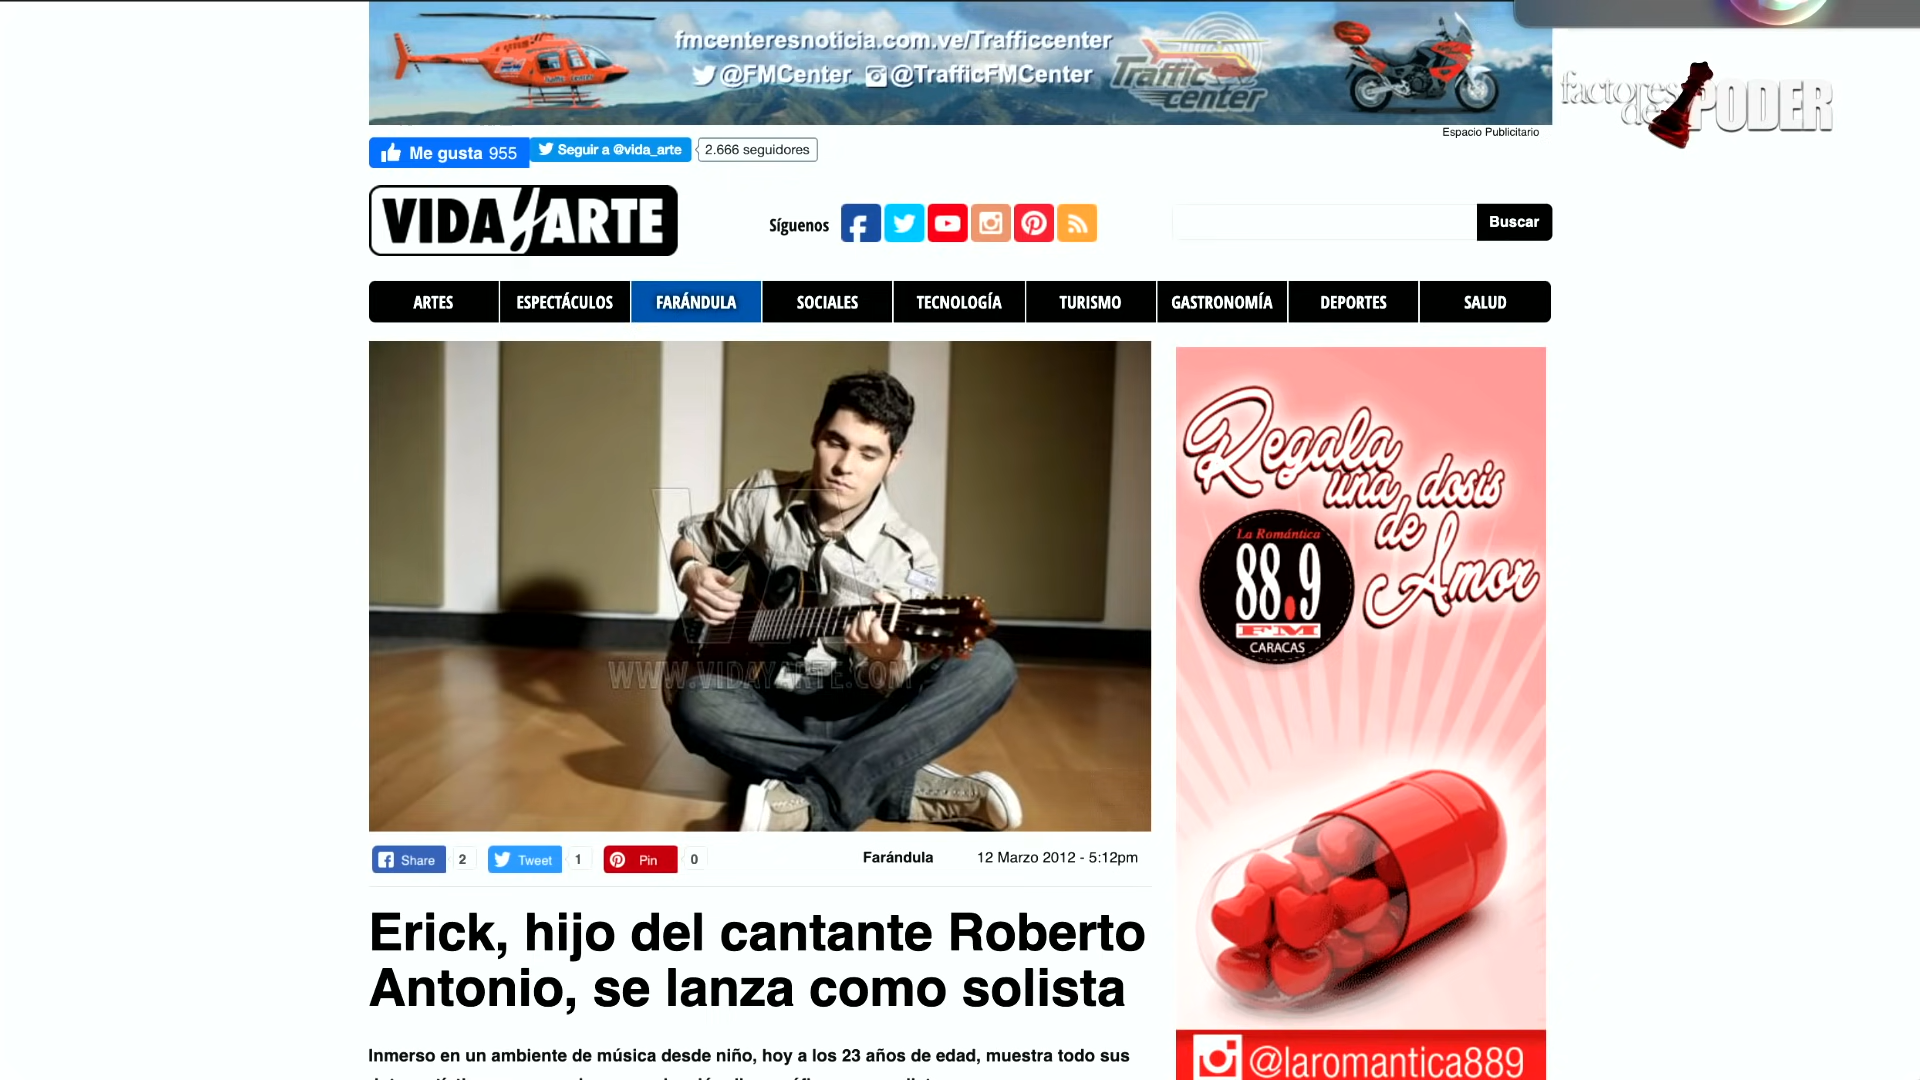 fmcenteresnoticia.com.ve/Trafficcenter
@FMCenter @TrafficFMCenter
Traffic center
factores de PODER
Espacio Publicitario
Me gusta 955
Seguir a @vida_arte
2.666 seguidores
VIDA Y ARTE
Síguenos
Buscar
ARTES ESPECTÁCULOS FARÁNDULA SOCIALES TECNOLOGÍA TURISMO GASTRONOMÍA DEPORTES SALUD
WWW.VIDAYARTE.COM
Regala
una dosis
de
Amor
La Romántica
88.9
FM
CARACAS
Share 2 Tweet 1 Pin 0
Farándula 12 Marzo 2012 - 5:12pm
Erick, hijo del cantante Roberto
Antonio, se lanza como solista
Inmerso en un ambiente de música desde niño, hoy a los 23 años de edad, muestra todo sus
@laromantica889